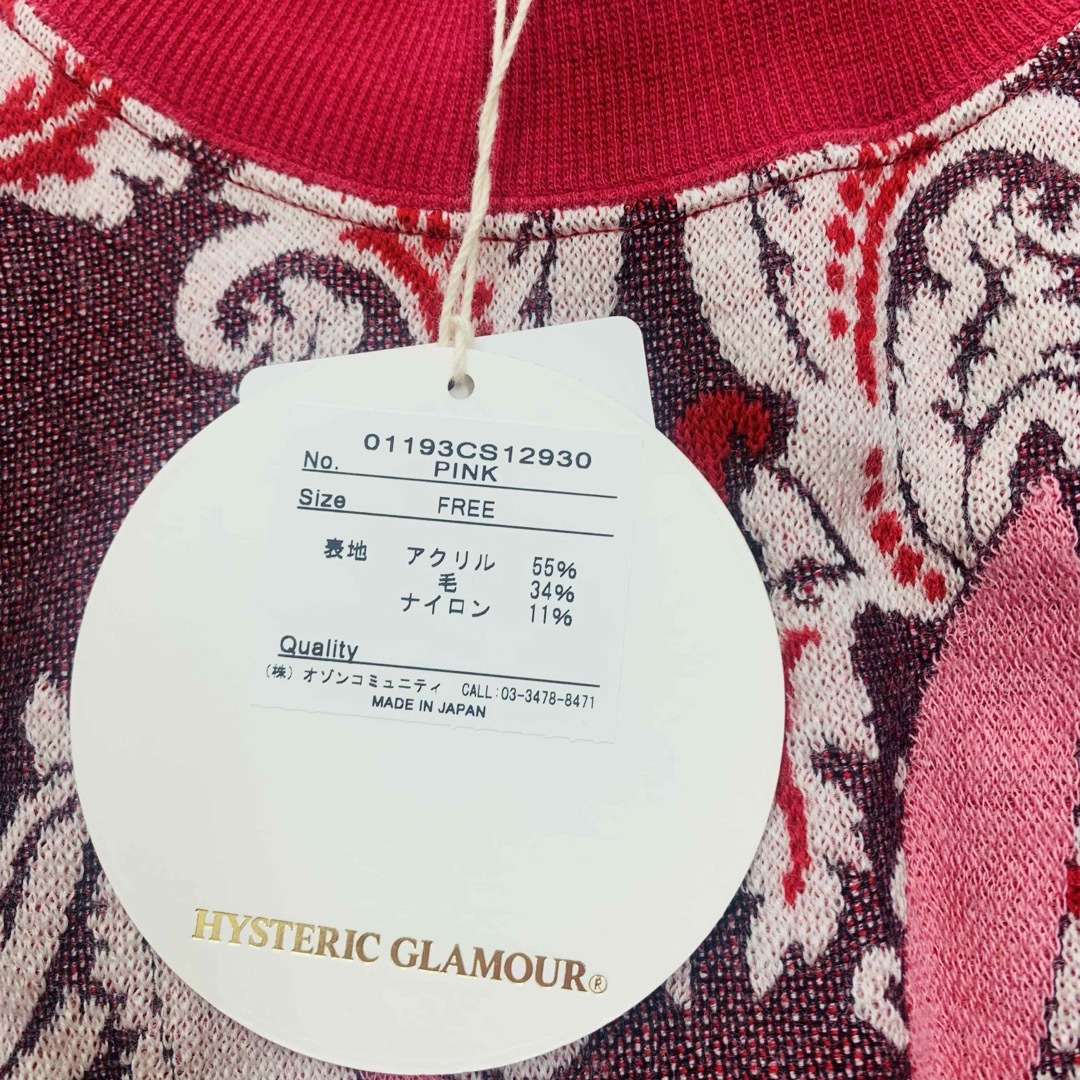 01193CS12930
No. PINK
Size FREE
表地 アクリル 55%
毛 34%
ナイロン 11%
Quality
（株）オゾンコミュニティ CALL:03-3478-8471
MADE IN JAPAN
HYSTERIC GLAMOUR®